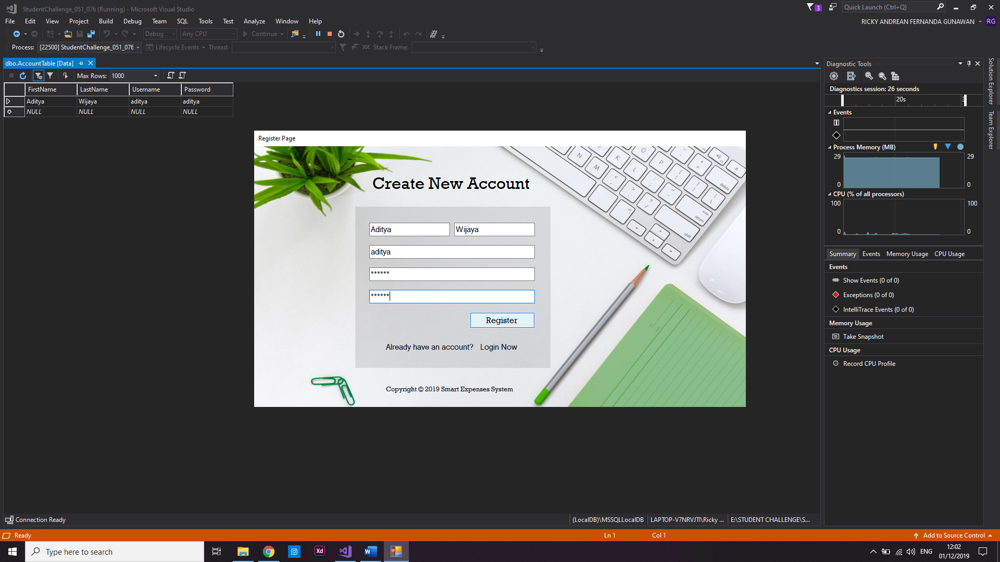 StudentChallenge_051_076 (Running) - Microsoft Visual Studio
3
Quick Launch (Ctrl+Q)
File Edit View Project Build Debug Team SQL Tools Test Analyze Window Help
RICKY ANDREAN FERNANDA GUNAWAN RG
Debug Any CPU Continue
Process: [22500] StudentChallenge_051_076 Lifecycle Events Thread: Stack Frame:
dbo.AccountTable [Data]
Max Rows: 1000
FirstName LastName Username Password
Aditya Wijaya aditya aditya
NULL NULL NULL NULL
Register Page
Create New Account
Aditya Wijaya
aditya
******
******
Register
Already have an account? Login Now
Copyright © 2019 Smart Expenses System
Diagnostic Tools
Diagnostics session: 26 seconds
20s
Events
Process Memory (MB)
29 29
0 0
CPU (% of all processors)
100 100
0 0
Summary Events Memory Usage CPU Usage
Events
Show Events (0 of 0)
Exceptions (0 of 0)
IntelliTrace Events (0 of 0)
Memory Usage
Take Snapshot
CPU Usage
Record CPU Profile
Solution Explorer
Team Explorer
Connection Ready
(LocalDB)\MSSQLLocalDB LAPTOP-V7NRVJTI\Ricky ... E:\STUDENT CHALLENGE\S...
Ready
Ln 1 Col 1
Add to Source Control
Type here to search
Xd
ENG
12:02
01/12/2019